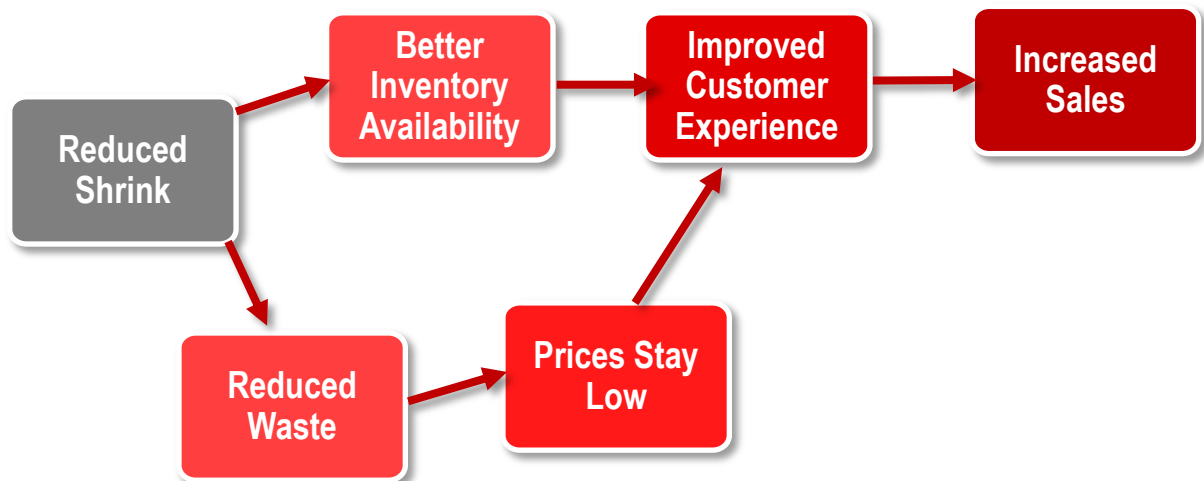 Reduced
Shrink
Better
Inventory
Availability
Improved
Customer
Experience
Increased
Sales
Reduced
Waste
Prices Stay
Low